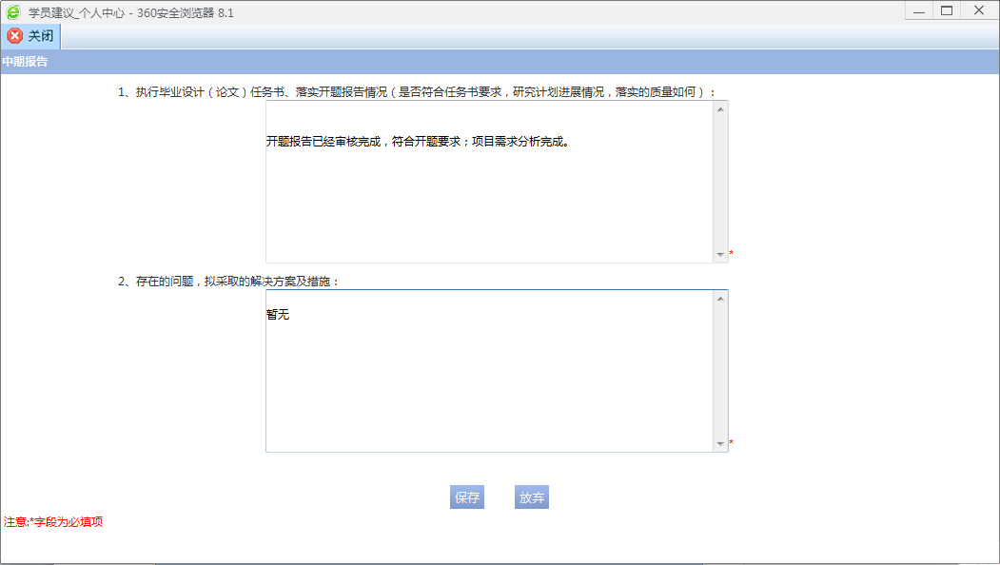 学员建议_个人中心 - 360安全浏览器 8.1
关闭
中期报告
1、执行毕业设计（论文）任务书、落实开题报告情况（是否符合任务书要求，研究计划进展情况，落实的质量如何）：
开题报告已经审核完成，符合开题要求；项目需求分析完成。
*
2、存在的问题，拟采取的解决方案及措施：
暂无
*
保存 放弃
注意:*字段为必填项